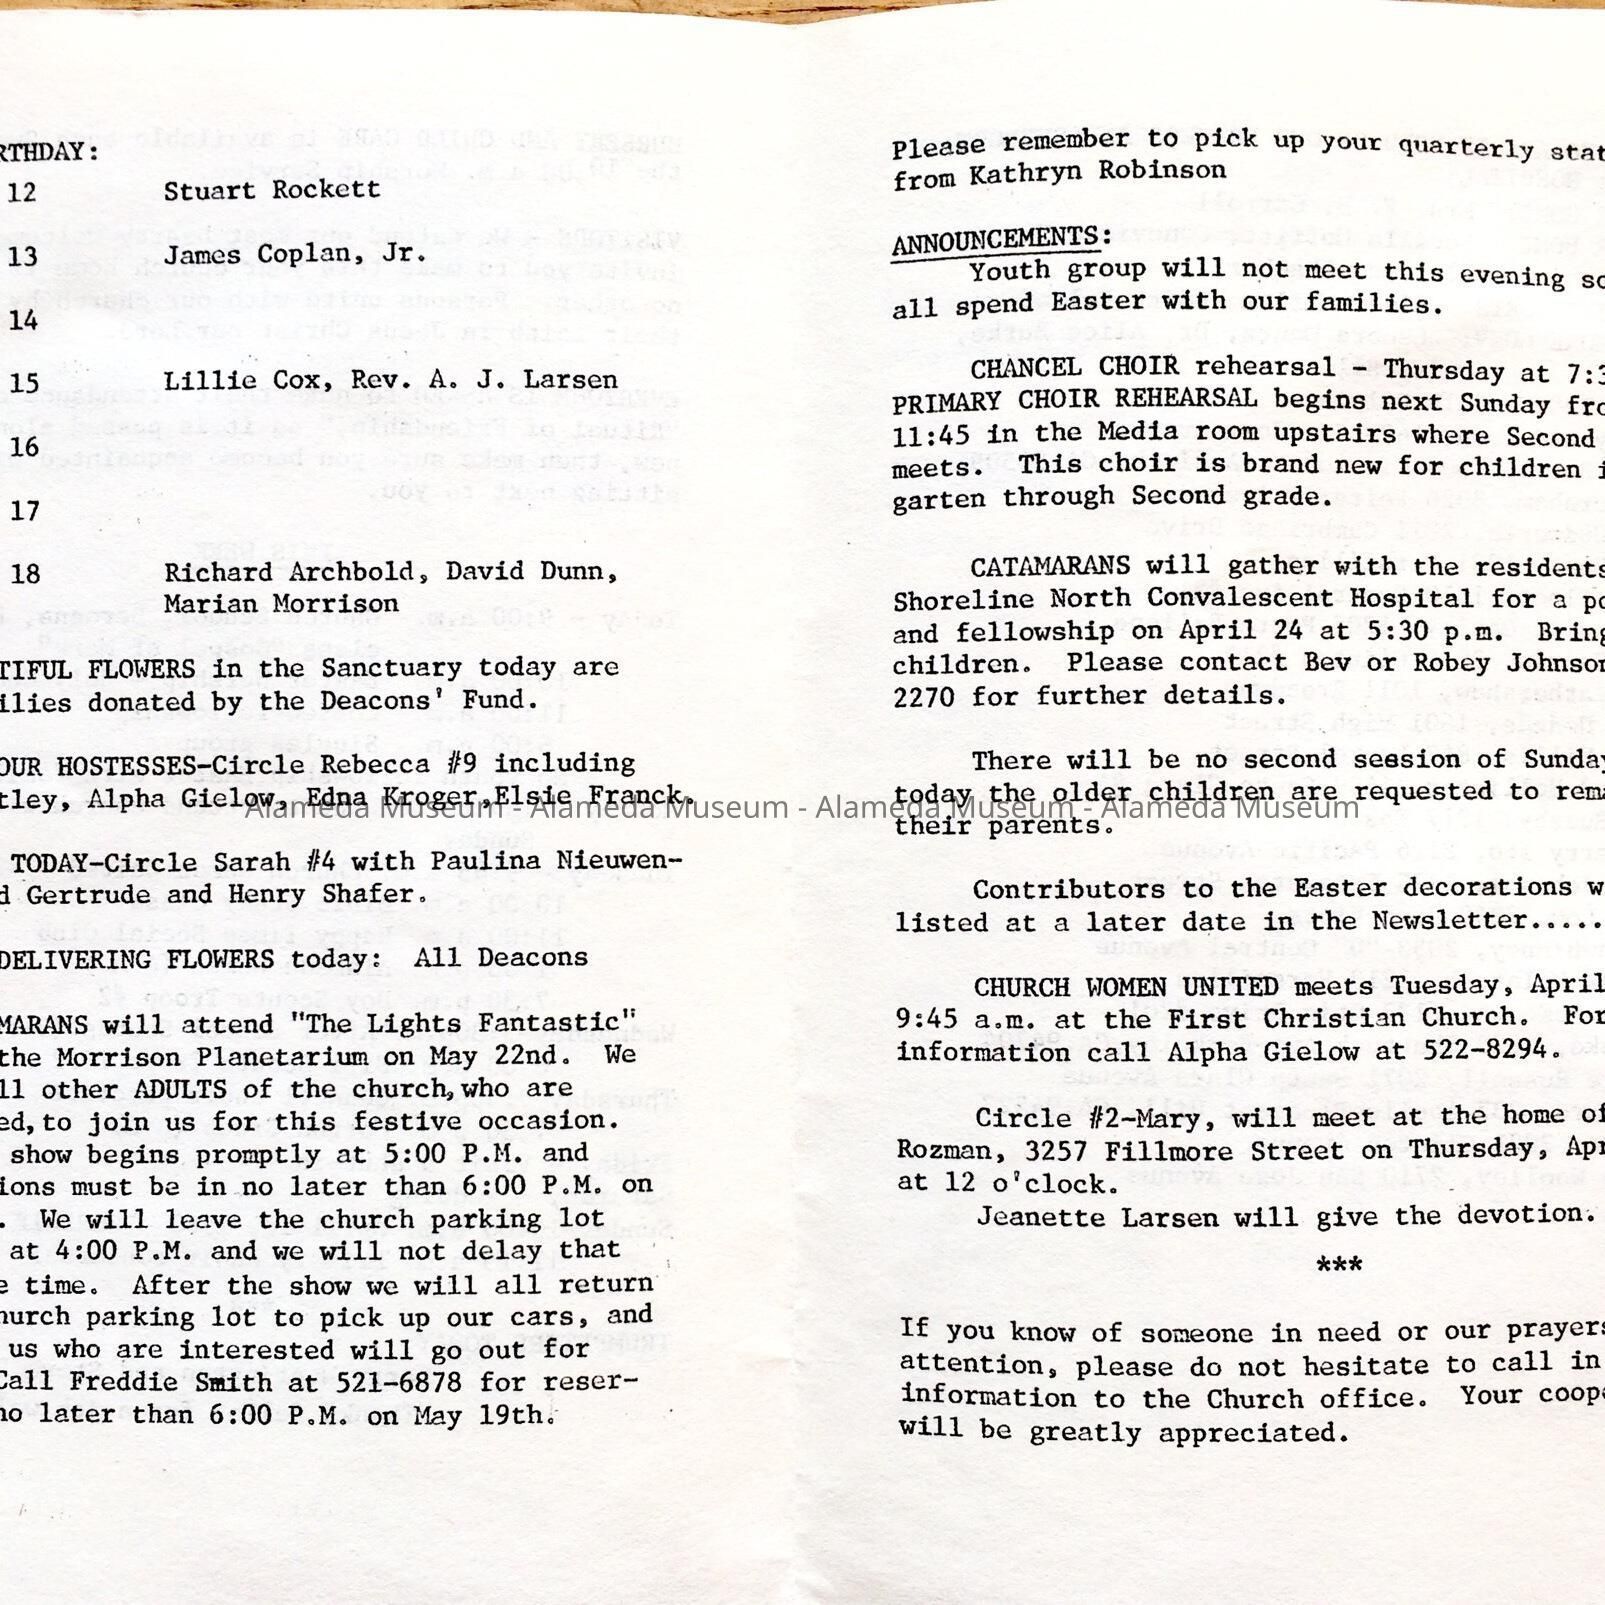 RTHDAY:
12 Stuart Rockett
13 James Coplan, Jr.
14
15 Lillie Cox, Rev. A. J. Larsen
16
17
18 Richard Archbold, David Dunn,
Marian Morrison
TIFUL FLOWERS in the Sanctuary today are
ilies donated by the Deacons' Fund.
OUR HOSTESSES-Circle Rebecca #9 including
tley, Alpha Gielow, Edna Kroger,Elsie Franck.
TODAY-Circle Sarah #4 with Paulina Nieuwen-
d Gertrude and Henry Shafer.
DELIVERING FLOWERS today: All Deacons
MARANS will attend "The Lights Fantastic"
the Morrison Planetarium on May 22nd. We
ll other ADULTS of the church,who are
ed,to join us for this festive occasion.
show begins promptly at 5:00 P.M. and
ions must be in no later than 6:00 P.M. on
. We will leave the church parking lot
at 4:00 P.M. and we will not delay that
e time. After the show we will all return
hurch parking lot to pick up our cars, and
us who are interested will go out for
Call Freddie Smith at 521-6878 for reser-
no later than 6:00 P.M. on May 19th.
Please remember to pick up your quarterly stat
from Kathryn Robinson
ANNOUNCEMENTS:
Youth group will not meet this evening so
all spend Easter with our families.
CHANCEL CHOIR rehearsal - Thursday at 7:3
PRIMARY CHOIR REHEARSAL begins next Sunday fro
11:45 in the Media room upstairs where Second
meets. This choir is brand new for children i
garten through Second grade.
CATAMARANS will gather with the residents
Shoreline North Convalescent Hospital for a po
and fellowship on April 24 at 5:30 p.m. Bring
children. Please contact Bev or Robey Johnson
2270 for further details.
There will be no second session of Sunday
today the older children are requested to rema
their parents.
Contributors to the Easter decorations w
listed at a later date in the Newsletter.....
CHURCH WOMEN UNITED meets Tuesday, April
9:45 a.m. at the First Christian Church. For
information call Alpha Gielow at 522-8294.
Circle #2-Mary, will meet at the home of
Rozman, 3257 Fillmore Street on Thursday, Apr
at 12 o'clock.
Jeanette Larsen will give the devotion.
***
If you know of someone in need or our prayers
attention, please do not hesitate to call in
information to the Church office. Your coope
will be greatly appreciated.
Alameda Museum - Alameda Museum - Alameda Museum - Alameda Museum